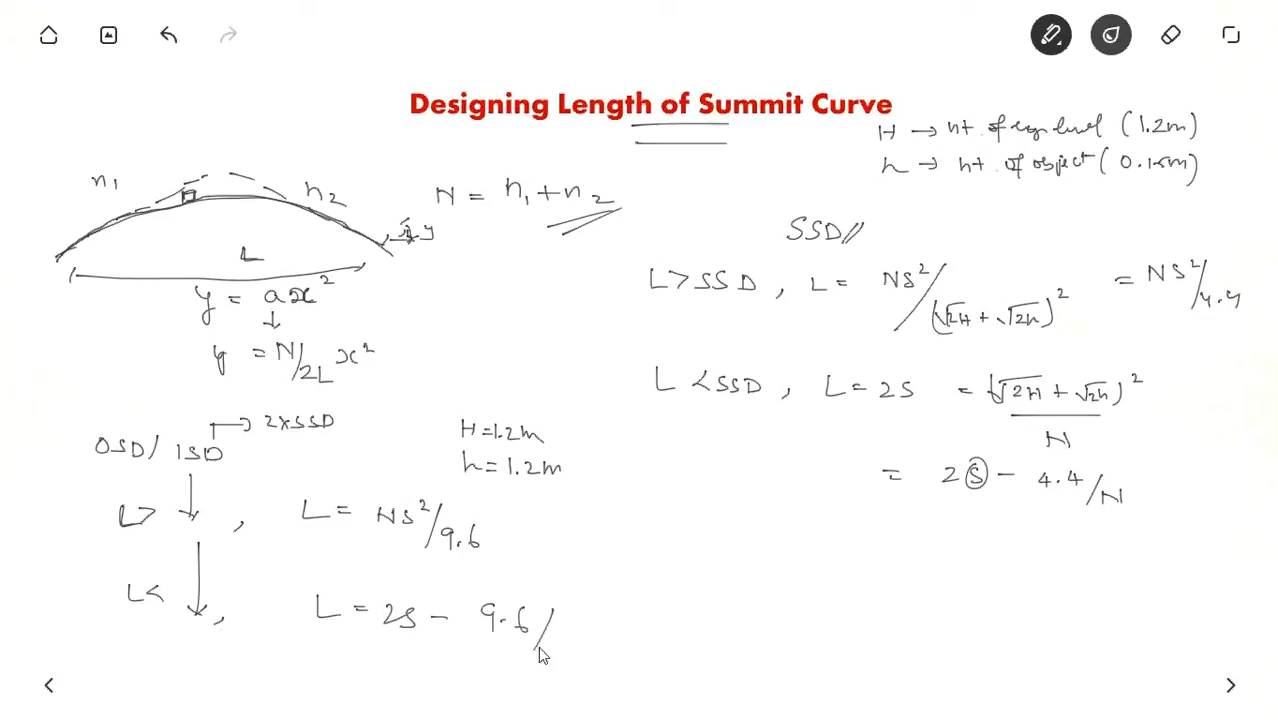 Designing Length of Summit Curve
H → ht. of eye level (1.2m)
h → ht. of object (0.15m)
n1
n2
N = n1 + n2
L
y
y = ax²
y = N/2L x²
SSD//
L > SSD, L = NS²/(√2H + √2h)² = NS²/4.4
L < SSD, L = 2S = (√2H + √2h)²/N
= 2S - 4.4/N
OSD/ ISD → 2xSSD
H = 1.2m
h = 1.2m
L> ↓, L = NS²/9.6
L< ↓, L = 2S - 9.6/